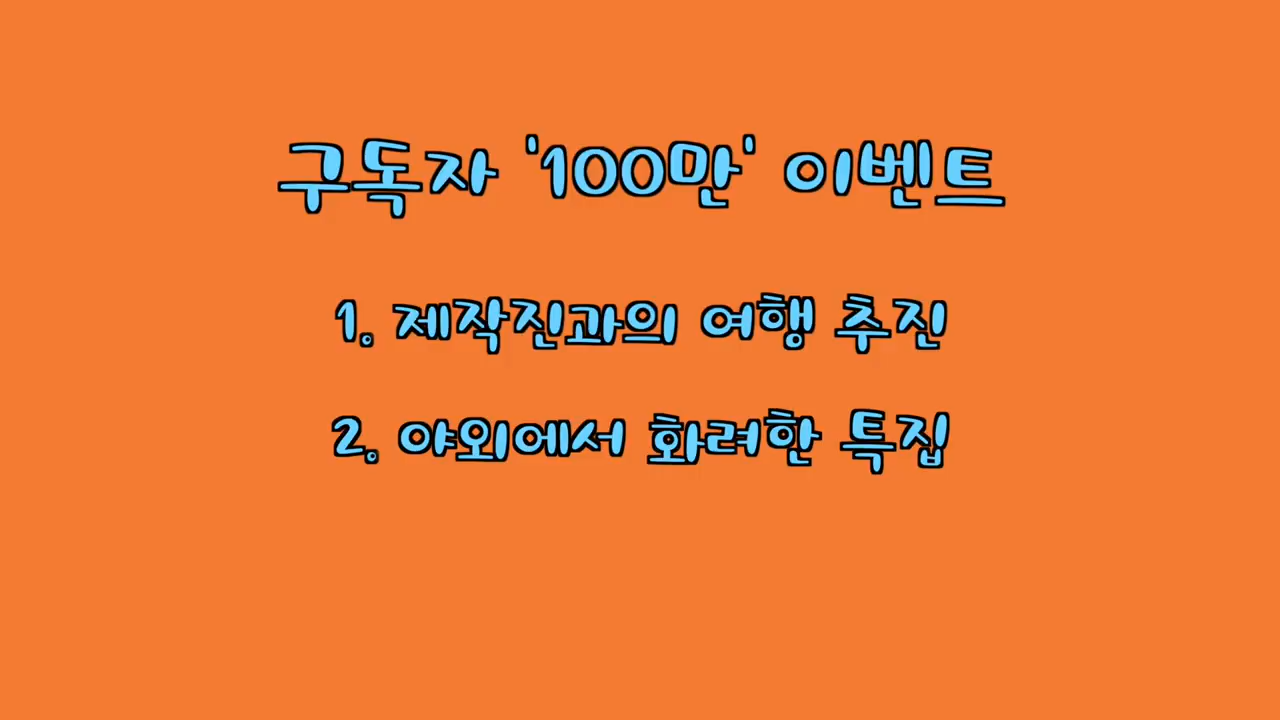 구독자 '100만' 이벤트
1. 제작진과의 여행 추진
2. 야외에서 화려한 특집